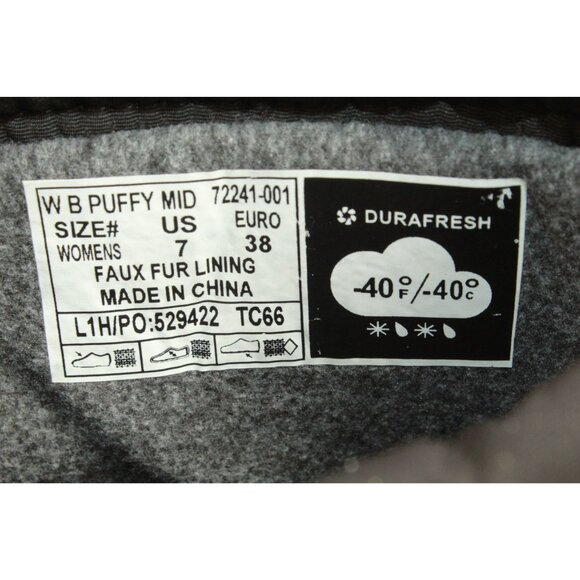 W B PUFFY MID 72241-001
SIZE# US EURO
WOMENS 7 38
FAUX FUR LINING
MADE IN CHINA
L1H/PO:529422 TC66
DURAFRESH
-40°F/-40°C